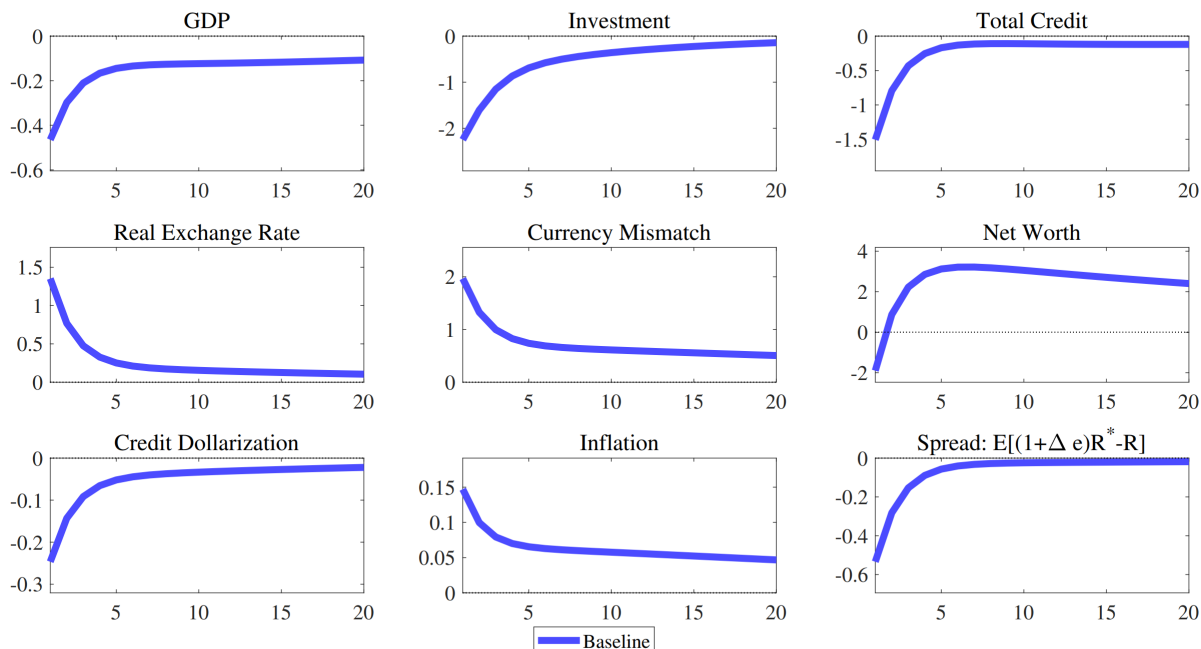 GDP
0
-0.2
-0.4
-0.6
5 10 15 20
Investment
0
-1
-2
5 10 15 20
Total Credit
0
-0.5
-1
-1.5
5 10 15 20
Real Exchange Rate
1.5
1
0.5
0
5 10 15 20
Currency Mismatch
2
1
0
5 10 15 20
Net Worth
4
2
0
-2
5 10 15 20
Credit Dollarization
0
-0.1
-0.2
-0.3
5 10 15 20
Inflation
0.15
0.1
0.05
0
5 10 15 20
Spread: E[(1+Δ e)R*-R]
0
-0.2
-0.4
-0.6
5 10 15 20
Baseline